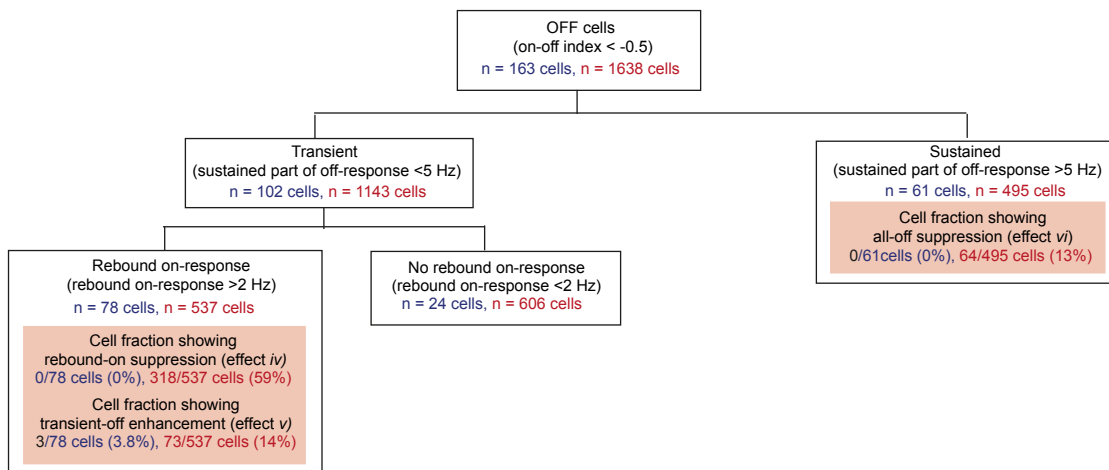 OFF cells
(on-off index < -0.5)
n = 163 cells, n = 1638 cells
Transient
(sustained part of off-response <5 Hz)
n = 102 cells, n = 1143 cells
Sustained
(sustained part of off-response >5 Hz)
n = 61 cells, n = 495 cells
Cell fraction showing
all-off suppression (effect vi)
0/61cells (0%), 64/495 cells (13%)
Rebound on-response
(rebound on-response >2 Hz)
n = 78 cells, n = 537 cells
Cell fraction showing
rebound-on suppression (effect iv)
0/78 cells (0%), 318/537 cells (59%)
Cell fraction showing
transient-off enhancement (effect v)
3/78 cells (3.8%), 73/537 cells (14%)
No rebound on-response
(rebound on-response <2 Hz)
n = 24 cells, n = 606 cells